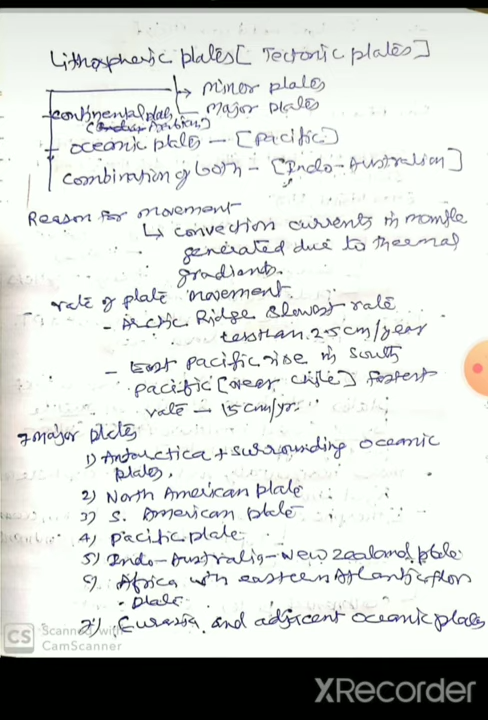 Lithospheric plates [Tectonic plates]
→ minor plates
major plates
- continental plates
[Arabian]
- oceanic plates - [Pacific]
combination of both - [Indo-Australian]
Reason for movement
↳ convection currents in mantle
generated due to thermal
gradients.
rate of plate movement.
- Arctic Ridge slowest rate
less than 2.5cm/year
- East pacific rise in South
pacific [near chile] fastest
rate - 15 cm/yr.
7 major plates
1) Antarctica + surrounding oceanic
plates.
2) North American plate
3) S. American plate
4) pacific plate
5) Indo-Australia-New zealand plate
6) Africa with eastern Atlantic floor
plate
7) Eurasia and adjacent oceanic plates
CS Scanned with
CamScanner
XRecorder